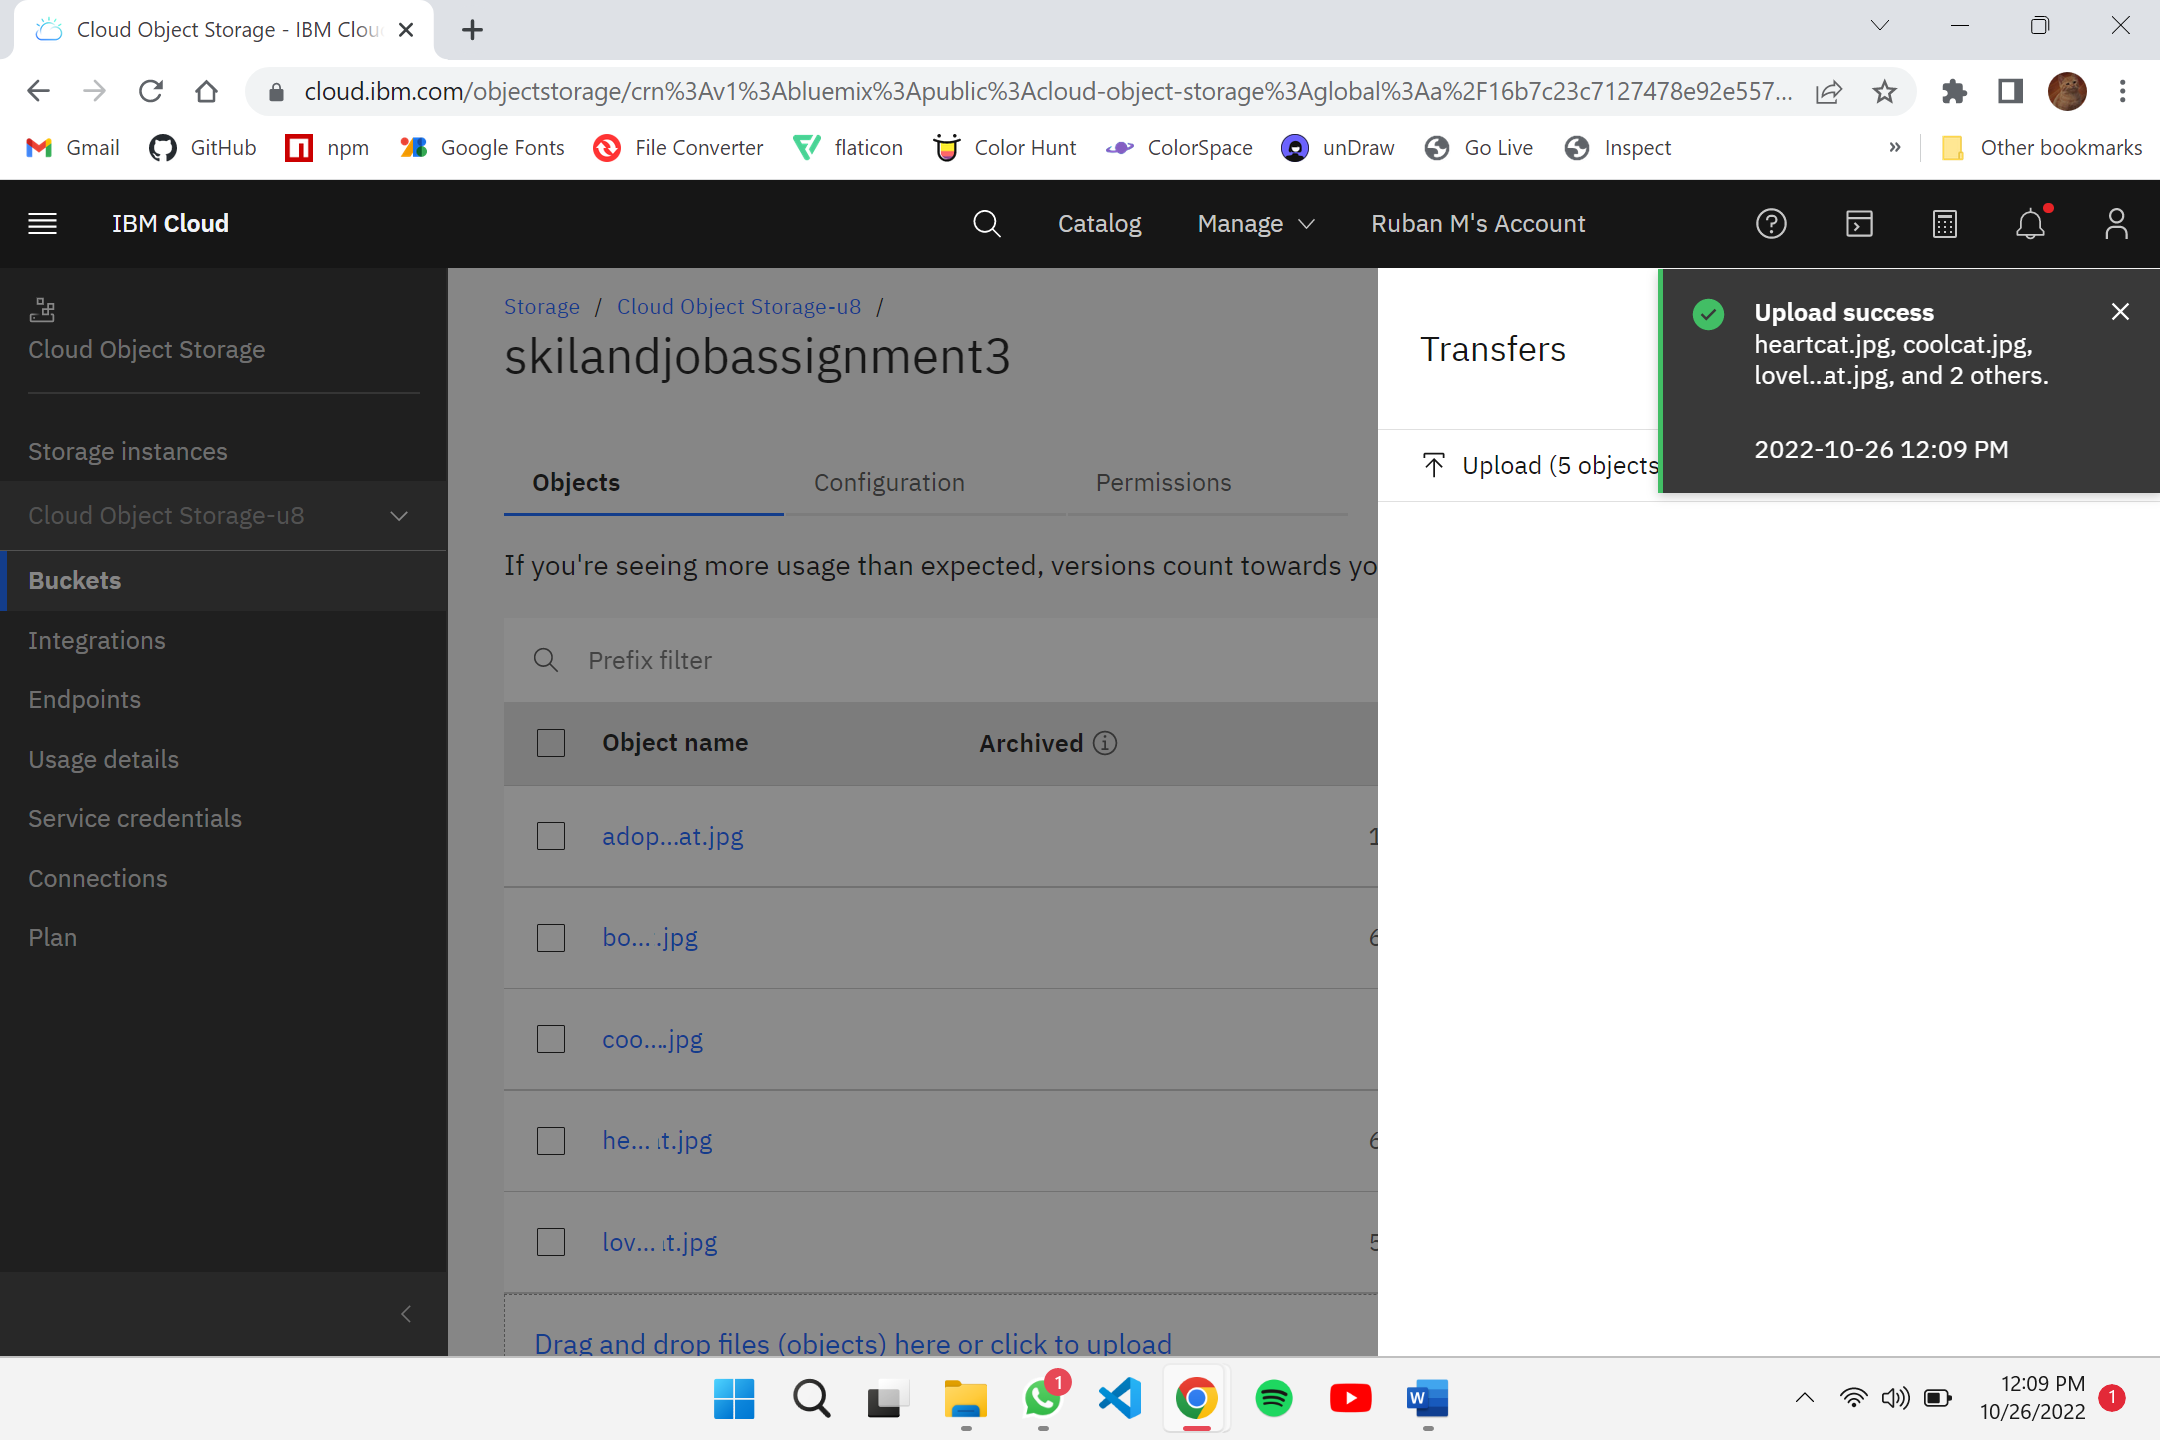 Cloud Object Storage - IBM Clou
cloud.ibm.com/objectstorage/crn%3Av1%3Abluemix%3Apublic%3Acloud-object-storage%3Aglobal%3Aa%2F16b7c23c7127478e92e557...
Gmail GitHub npm Google Fonts File Converter flaticon Color Hunt ColorSpace unDraw Go Live Inspect » Other bookmarks
IBM Cloud Catalog Manage Ruban M's Account
Cloud Object Storage
Storage instances
Cloud Object Storage-u8
Buckets
Integrations
Endpoints
Usage details
Service credentials
Connections
Plan
Storage / Cloud Object Storage-u8 /
skilandjobassignment3
Objects Configuration Permissions
If you're seeing more usage than expected, versions count towards yo
Prefix filter
Object name Archived
adop...at.jpg 1
bo... .jpg 6
coo....jpg
he... at.jpg 6
lov... at.jpg 5
Drag and drop files (objects) here or click to upload
Transfers
Upload (5 objects
Upload success
heartcat.jpg, coolcat.jpg,
lovel..at.jpg, and 2 others.
2022-10-26 12:09 PM
1
W
12:09 PM
10/26/2022
1